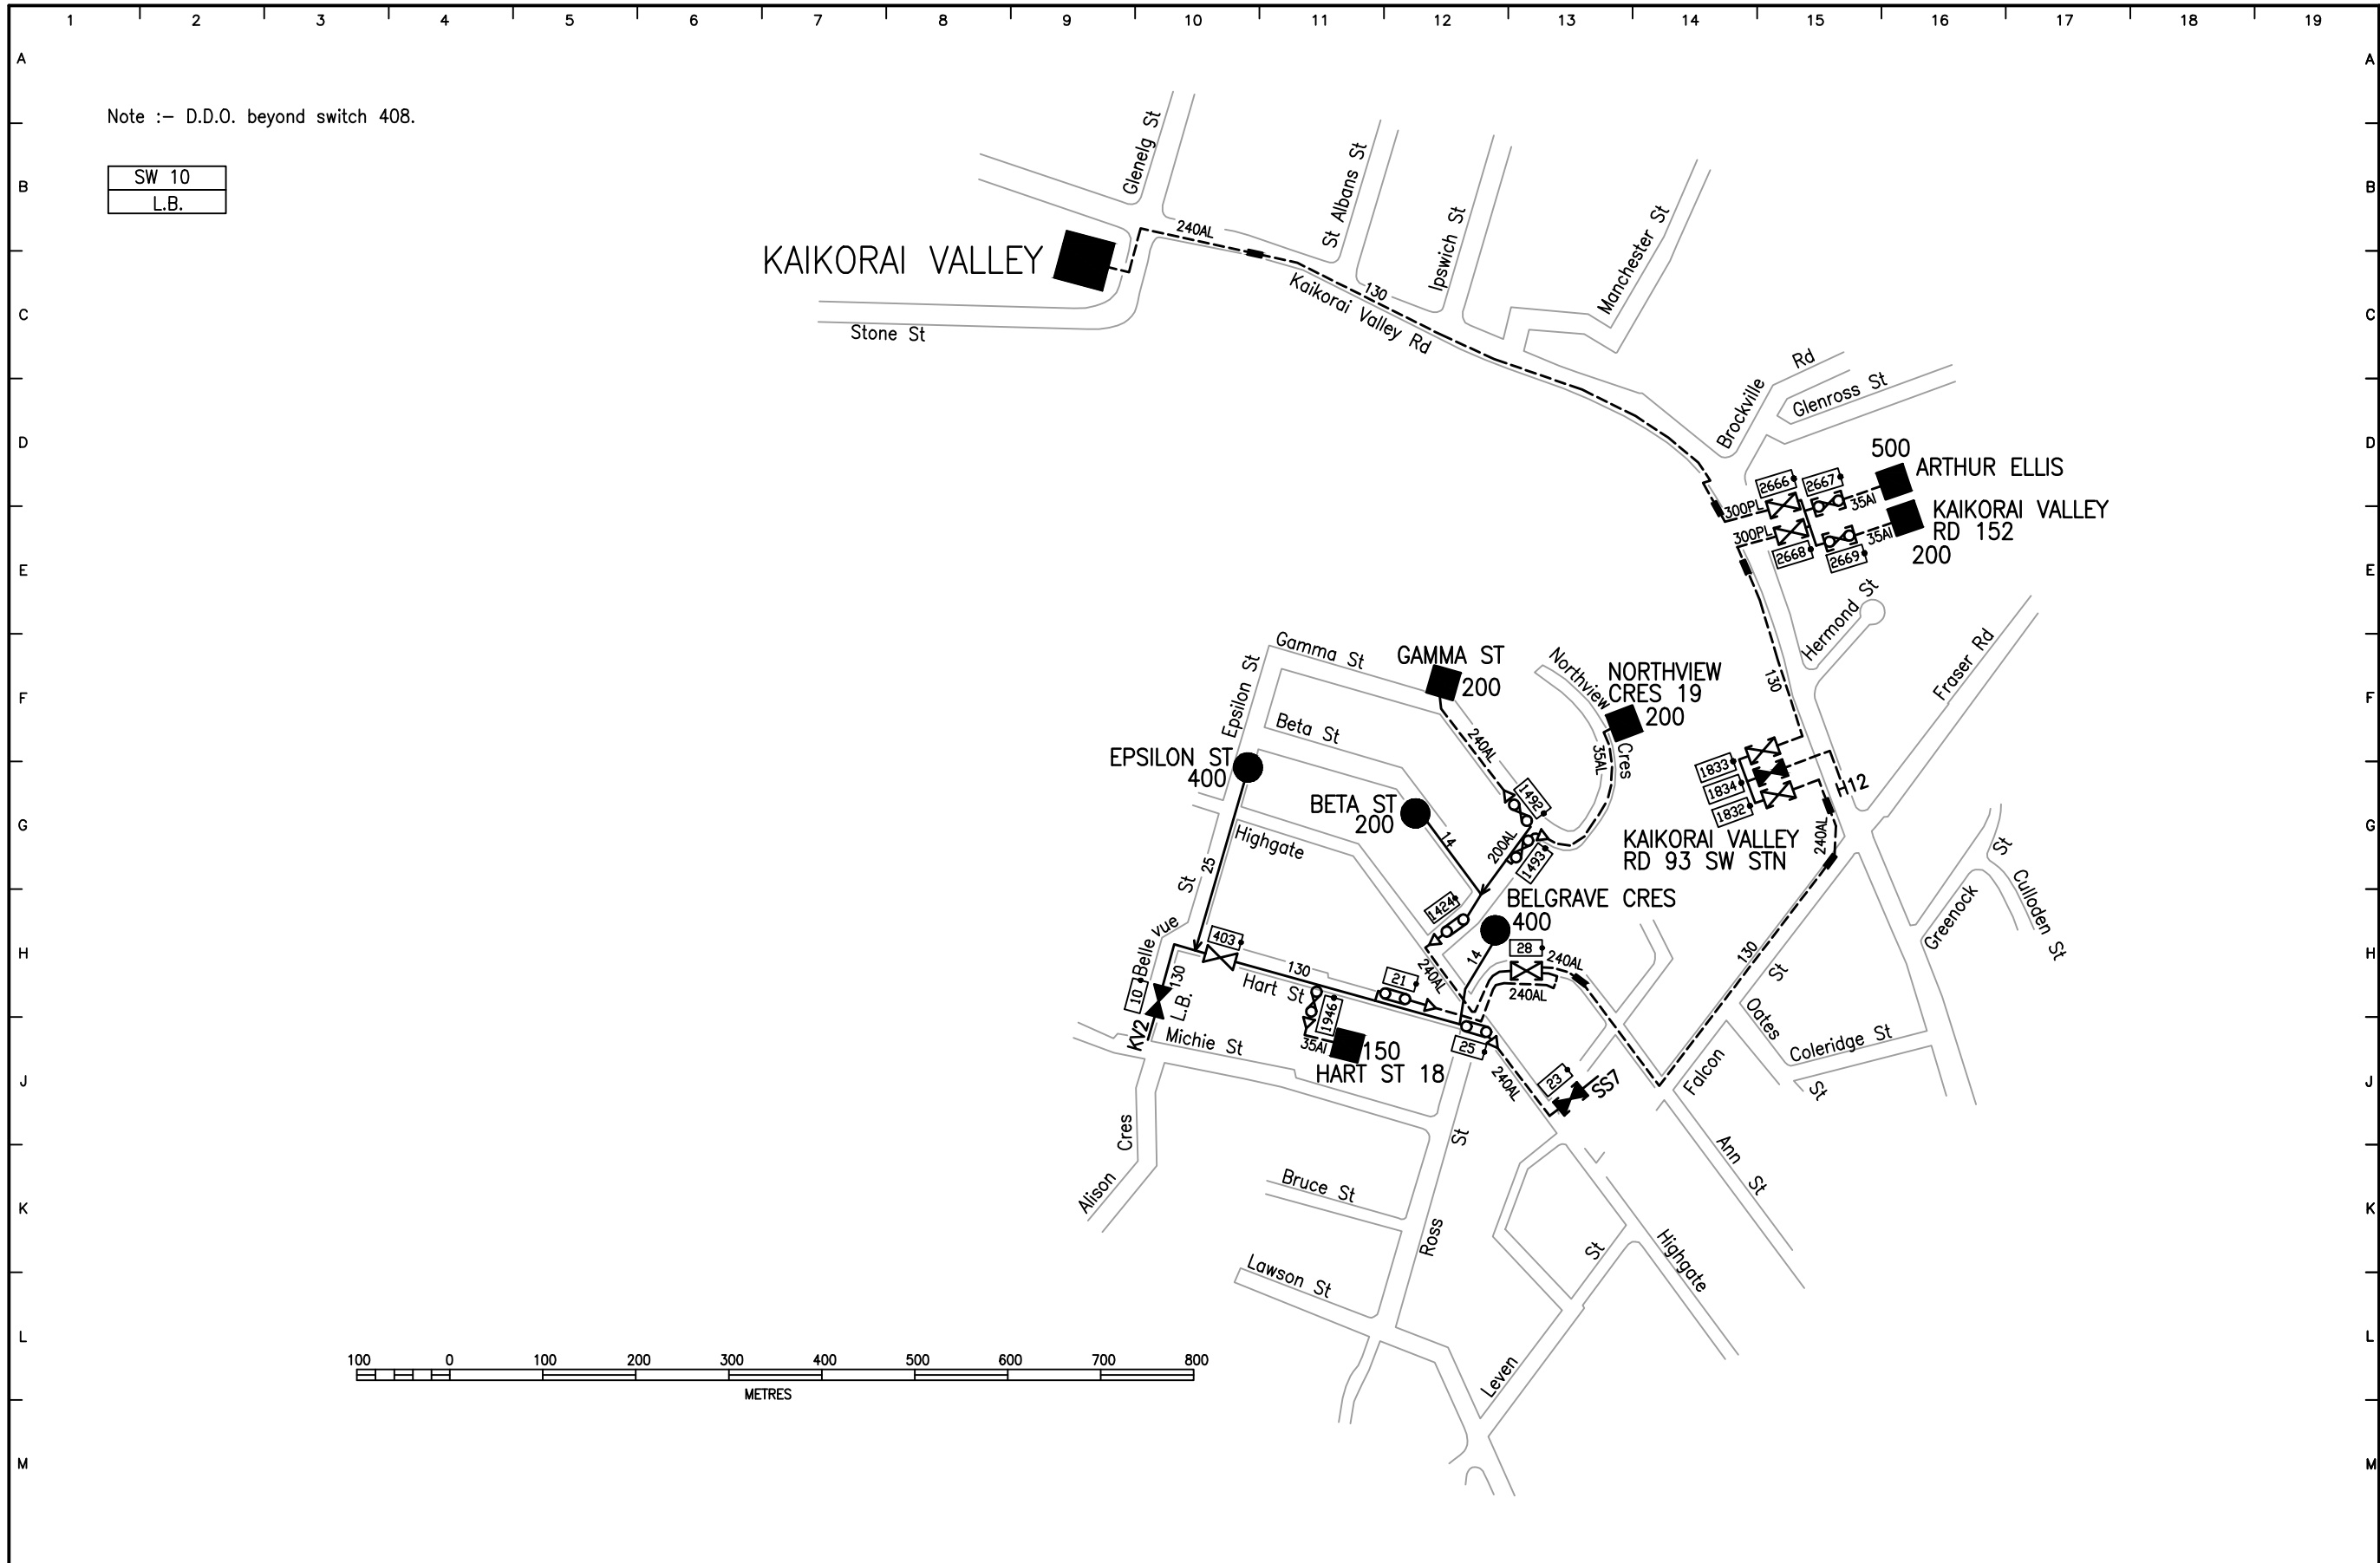 1 2 3 4 5 6 7 8 9 10 11 12 13 14 15 16 17 18 19
A A
Note :- D.D.O. beyond switch 408.
SW 10
L.B.
B B
Glenelg St
St Albans St
Ipswich St
Manchester St
240AL
KAIKORAI VALLEY
130
Kaikorai Valley Rd
Stone St
C C
Brockville Rd
Glenross St
D D
500
ARTHUR ELLIS
2666
2667
300PL
35Al
KAIKORAI VALLEY
RD 152
200
300PL
35Al
2668
2669
E E
Hermond St
Fraser Rd
130
Gamma St
GAMMA ST
200
Northview Cres
NORTHVIEW
CRES 19
200
F F
Epsilon St
Beta St
240AL
35AL
EPSILON ST
400
1833
1834
1832
H12
BETA ST
200
1492
14
200AL
1493
KAIKORAI VALLEY
RD 93 SW STN
240AL
G G
Highgate
25
St
Culloden St
Greenock St
BELGRAVE CRES
400
1424
Belle vue
403
28
240AL
14
130
H H
130
10
L.B.
Hart St
21
240AL
240AL
St
Oates St
1946
KV2
Michie St
35Al
150
HART ST 18
25
240AL
23
SS7
Falcon
Coleridge St
J J
Cres
Alison
St
Ann St
Bruce St
K K
Ross
St
Highgate
Lawson St
L L
Leven
100 0 100 200 300 400 500 600 700 800
METRES
M M